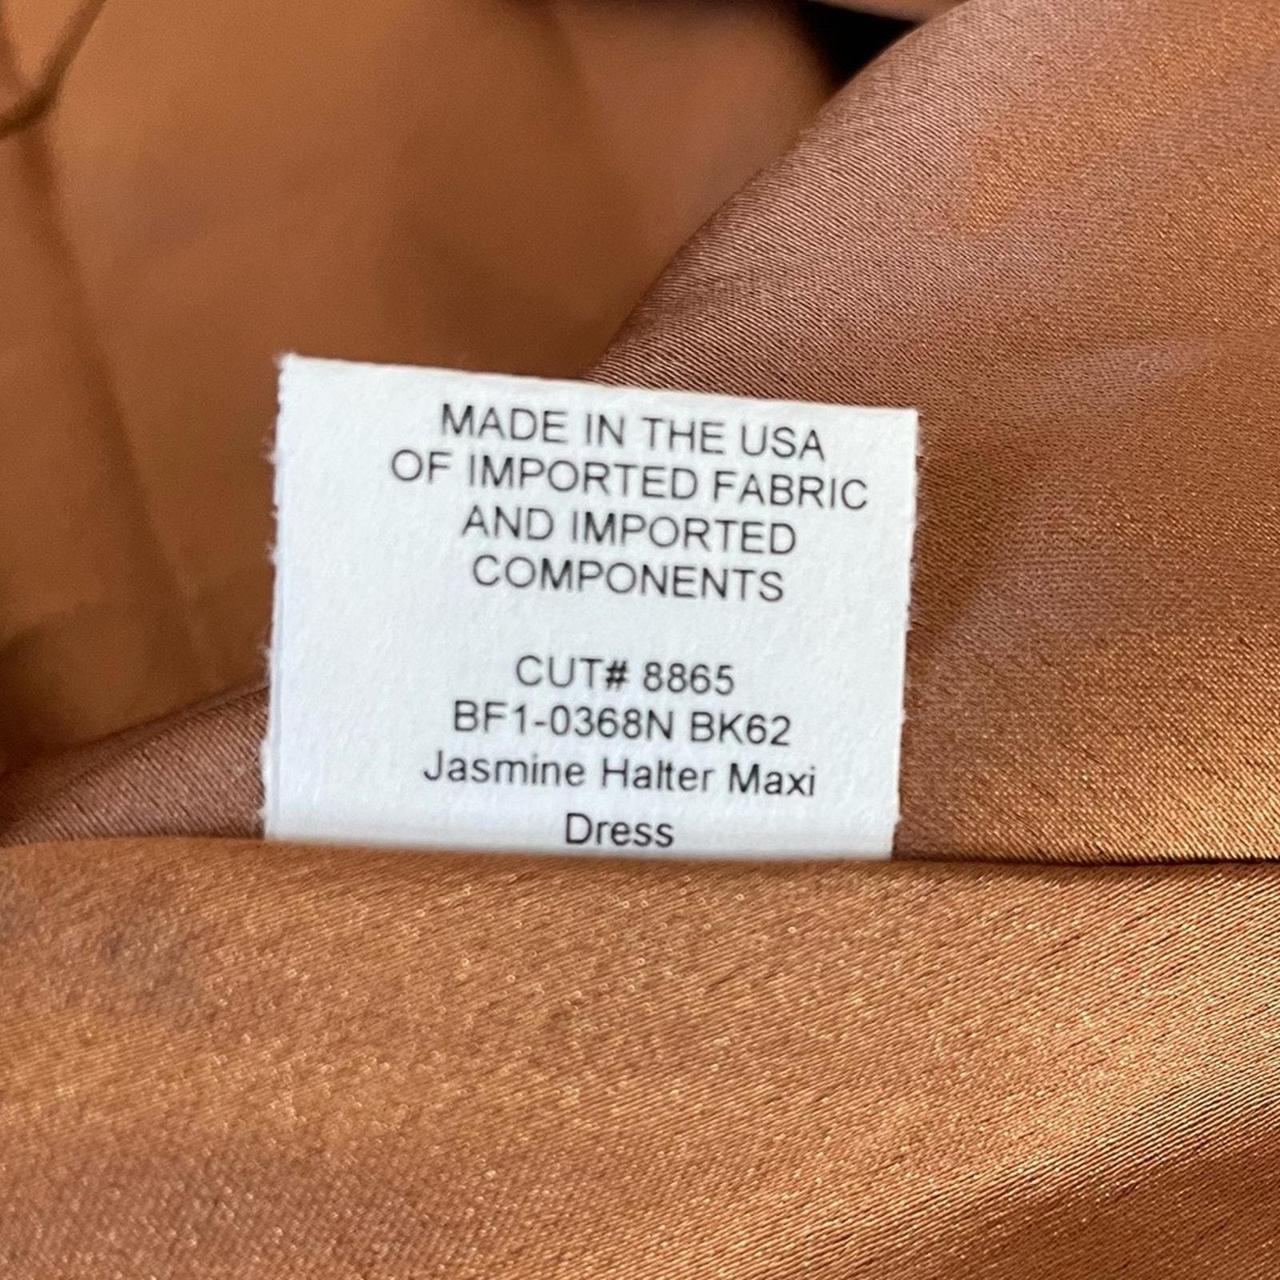 MADE IN THE USA
OF IMPORTED FABRIC
AND IMPORTED
COMPONENTS
CUT# 8865
BF1-0368N BK62
Jasmine Halter Maxi
Dress